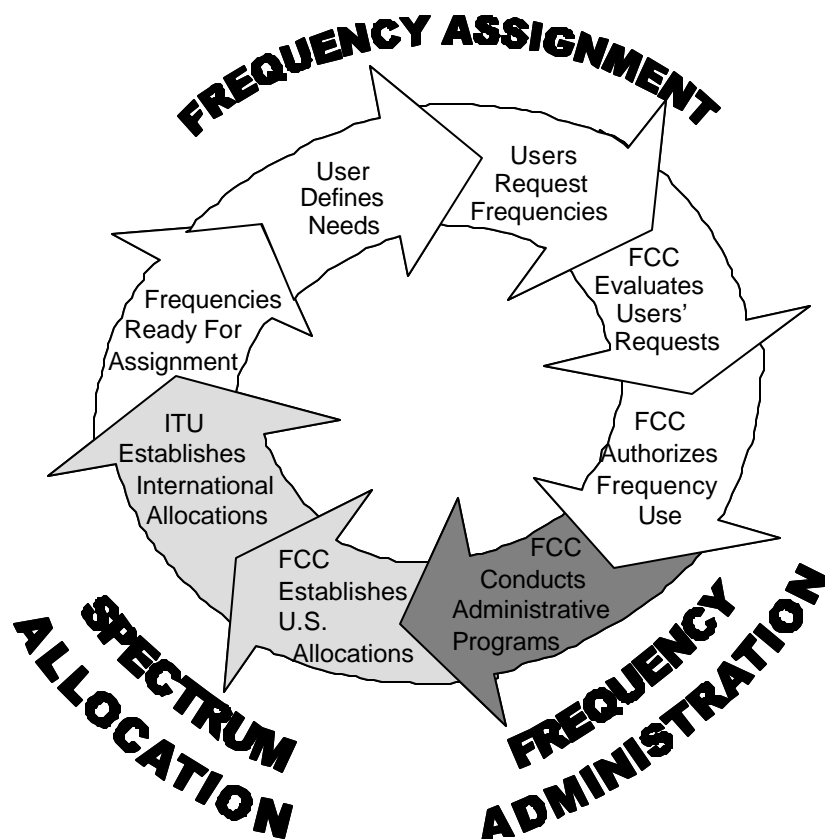 FREQUENCY ASSIGNMENT
User
Defines
Needs
Users
Request
Frequencies
FCC
Evaluates
Users’
Requests
FCC
Authorizes
Frequency
Use
FCC
Conducts
Administrative
Programs
FREQUENCY
ADMINISTRATION
FCC
Establishes
U.S.
Allocations
SPECTRUM
ALLOCATION
ITU
Establishes
International
Allocations
Frequencies
Ready For
Assignment